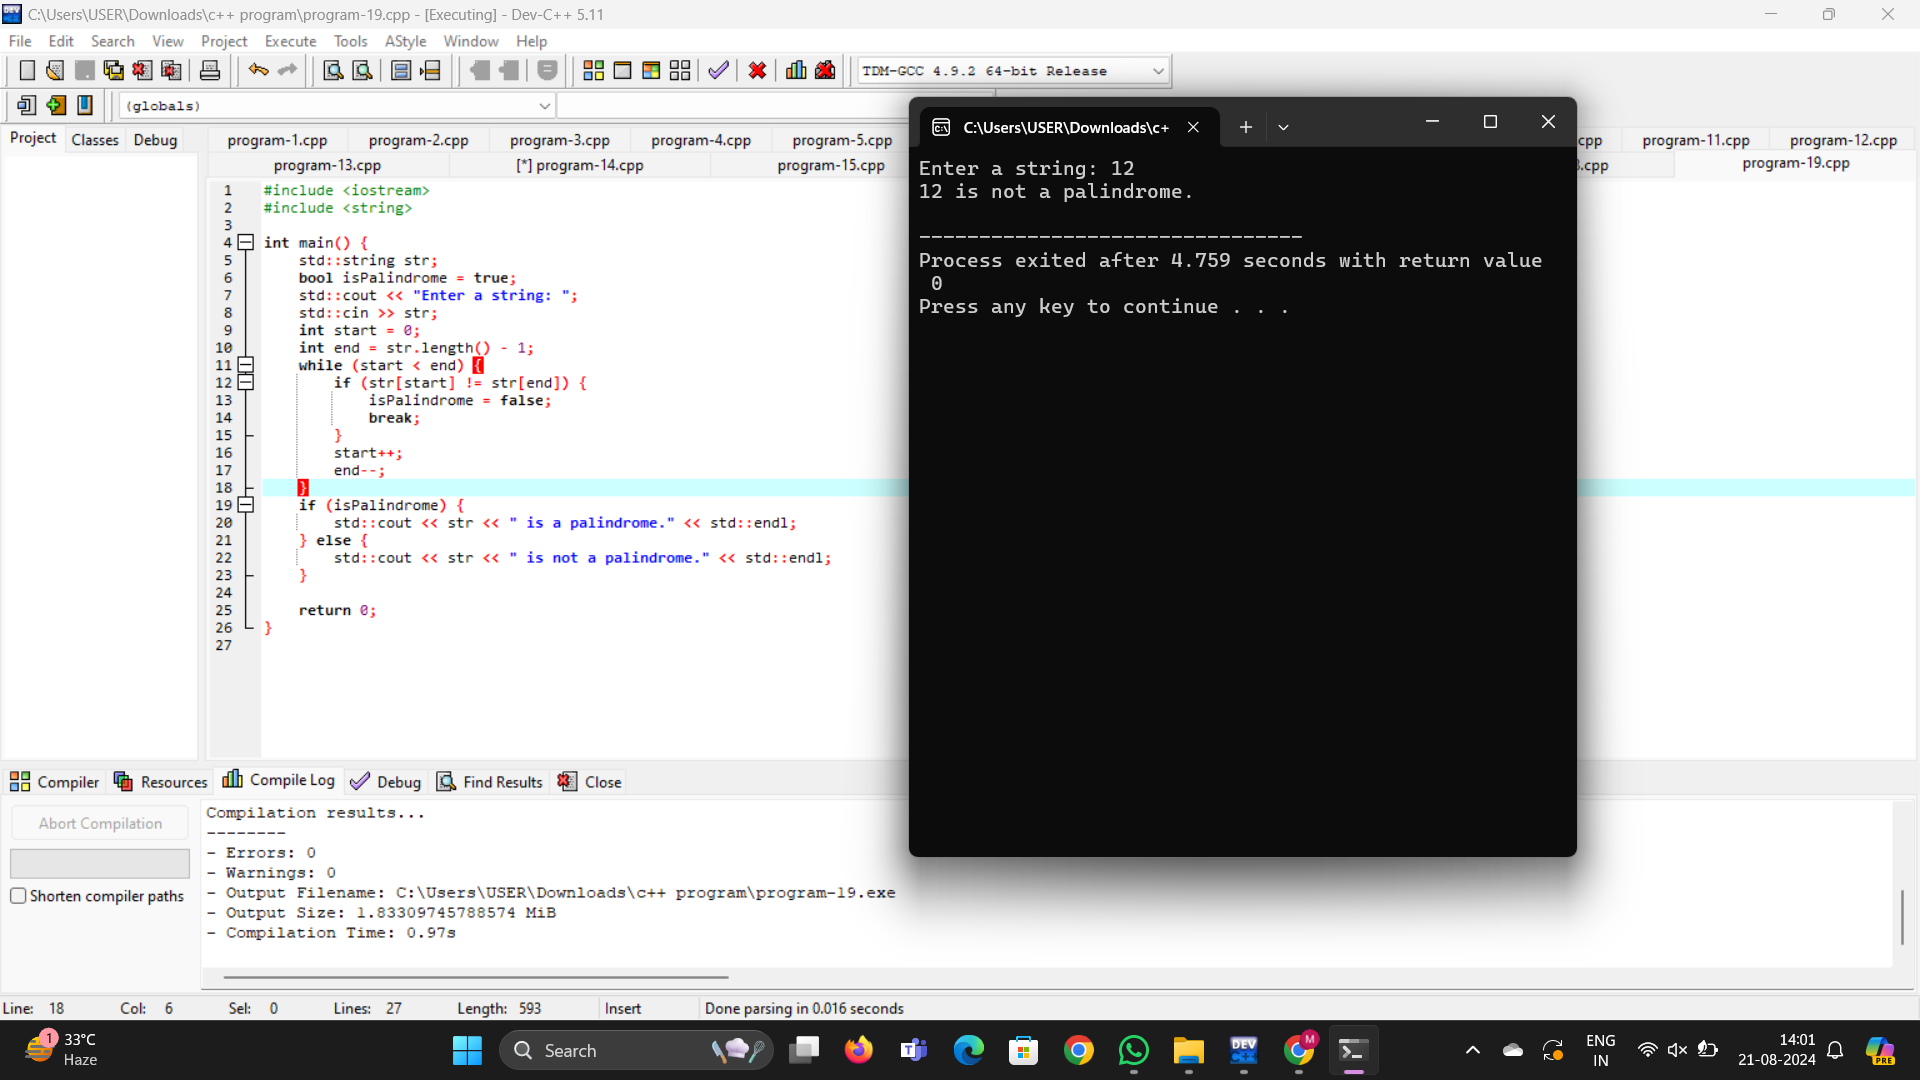 C:\Users\USER\Downloads\c++ program\program-19.cpp - [Executing] - Dev-C++ 5.11
File Edit Search View Project Execute Tools AStyle Window Help
TDM-GCC 4.9.2 64-bit Release
(globals)
Project Classes Debug
program-1.cpp program-2.cpp program-3.cpp program-4.cpp program-5.cpp cpp program-11.cpp program-12.cpp
program-13.cpp [*] program-14.cpp program-15.cpp .cpp program-19.cpp
1 #include <iostream>
2 #include <string>
3
4 int main() {
5 std::string str;
6 bool isPalindrome = true;
7 std::cout << "Enter a string: ";
8 std::cin >> str;
9 int start = 0;
10 int end = str.length() - 1;
11 while (start < end) {
12 if (str[start] != str[end]) {
13 isPalindrome = false;
14 break;
15 }
16 start++;
17 end--;
18 }
19 if (isPalindrome) {
20 std::cout << str << " is a palindrome." << std::endl;
21 } else {
22 std::cout << str << " is not a palindrome." << std::endl;
23 }
24
25 return 0;
26 }
27
C:\Users\USER\Downloads\c+
Enter a string: 12
12 is not a palindrome.
--------------------------------
Process exited after 4.759 seconds with return value
0
Press any key to continue . . .
Compiler Resources Compile Log Debug Find Results Close
Abort Compilation
Shorten compiler paths
Compilation results...
--------
- Errors: 0
- Warnings: 0
- Output Filename: C:\Users\USER\Downloads\c++ program\program-19.exe
- Output Size: 1.83309745788574 MiB
- Compilation Time: 0.97s
Line: 18 Col: 6 Sel: 0 Lines: 27 Length: 593 Insert Done parsing in 0.016 seconds
1
33°C
Haze
Search
DEV
M
ENG
IN
14:01
21-08-2024
PRE